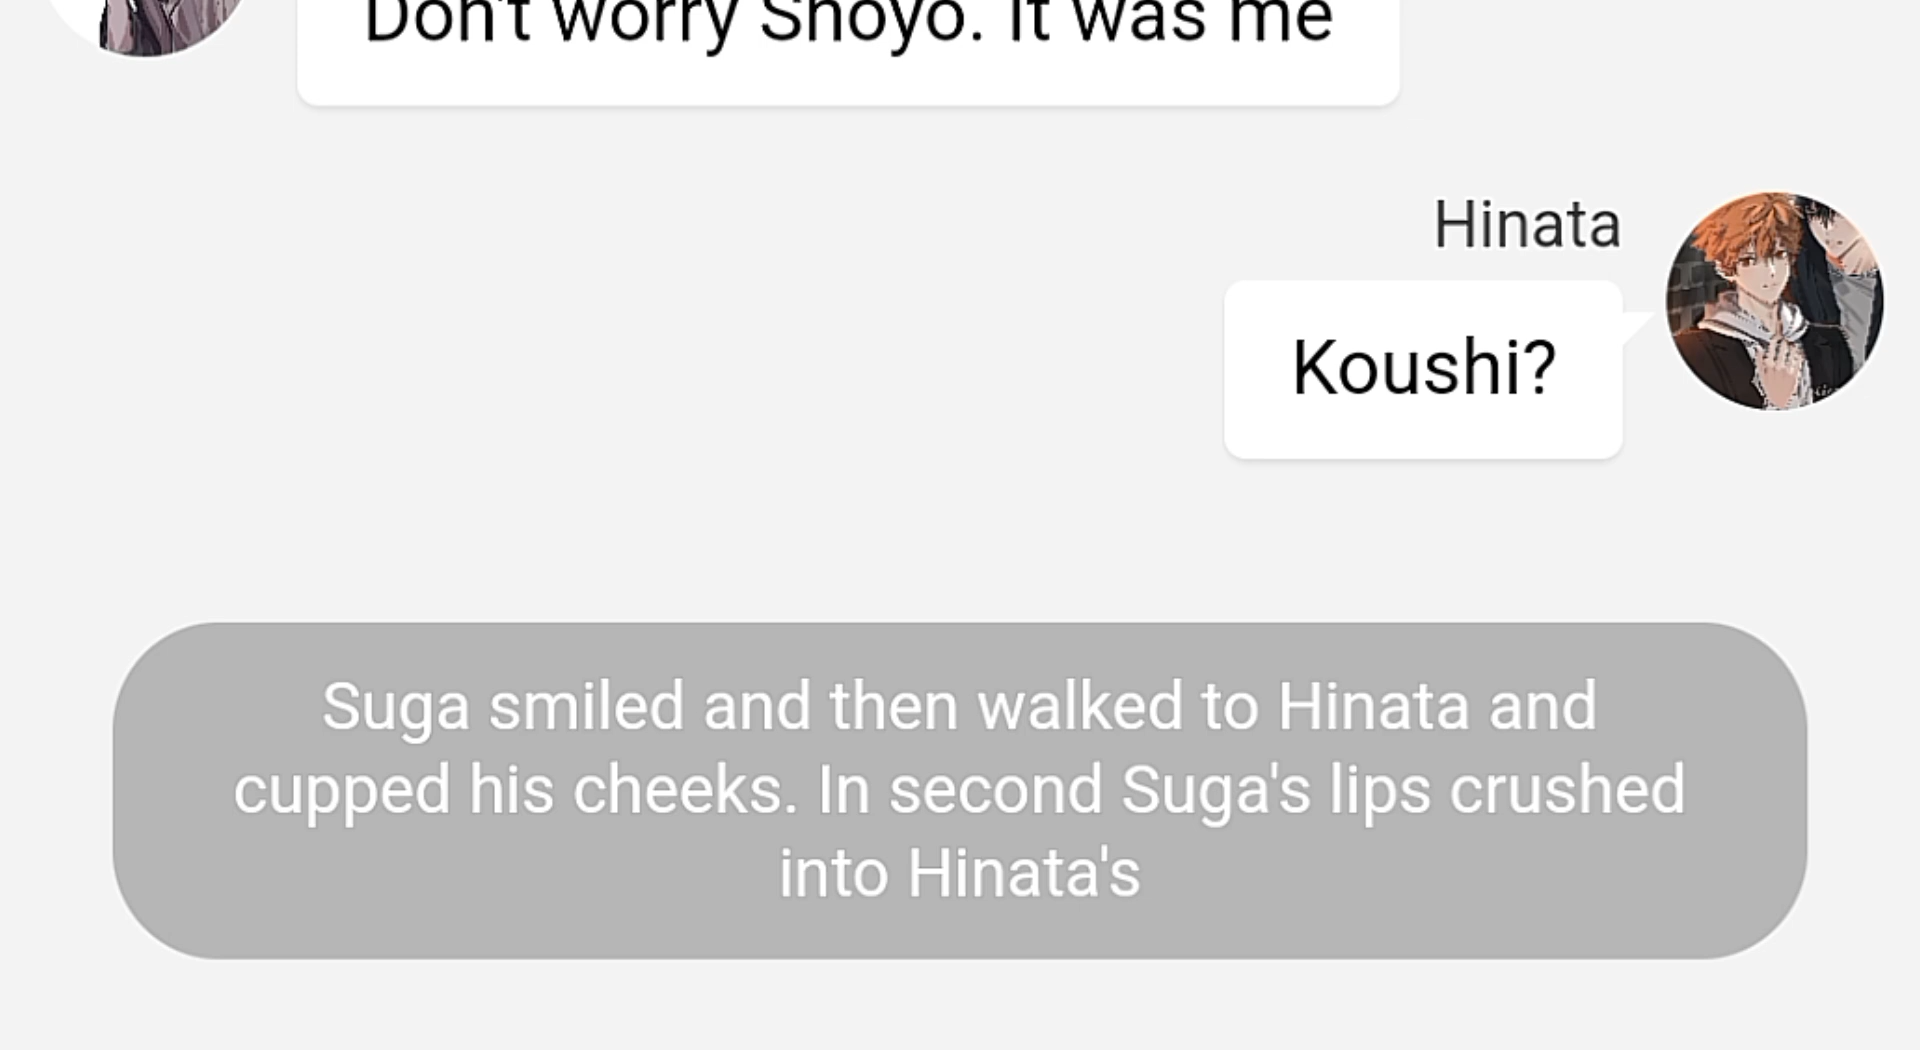 Don't worry Shoyo. It was me
Hinata
Koushi?
Suga smiled and then walked to Hinata and
cupped his cheeks. In second Suga's lips crushed
into Hinata's